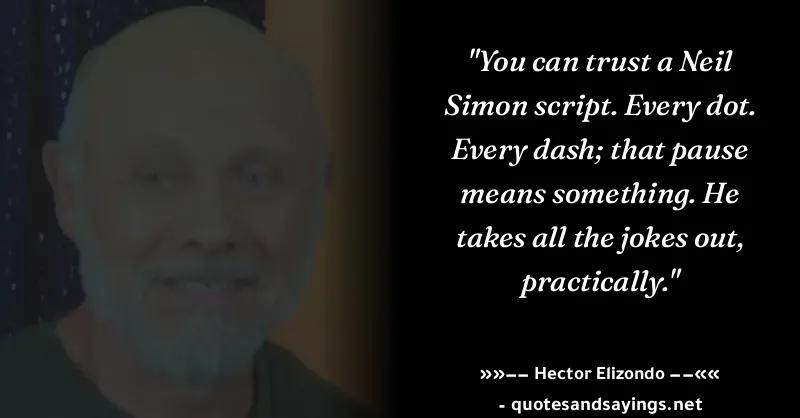 "You can trust a Neil
Simon script. Every dot.
Every dash; that pause
means something. He
takes all the jokes out,
practically."
»»−− Hector Elizondo −−««
- quotesandsayings.net